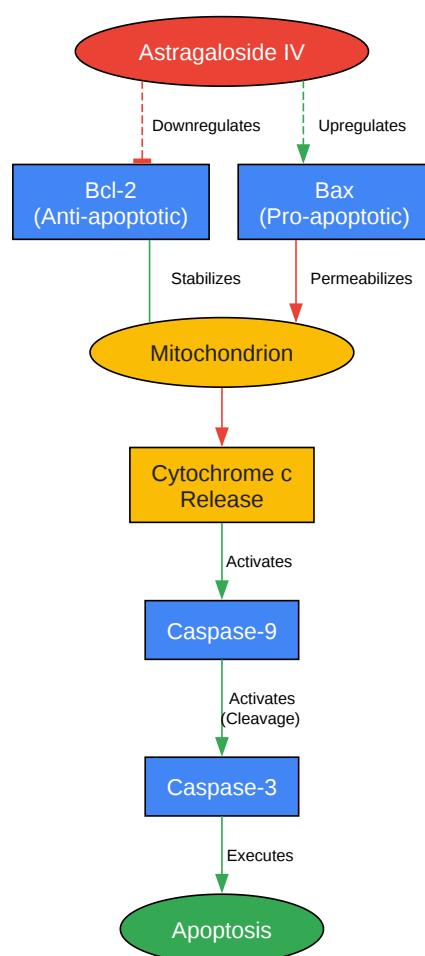 Astragaloside IV
Downregulates
Upregulates
Bcl-2
(Anti-apoptotic)
Bax
(Pro-apoptotic)
Stabilizes
Permeabilizes
Mitochondrion
Cytochrome c
Release
Activates
Caspase-9
Activates
(Cleavage)
Caspase-3
Executes
Apoptosis